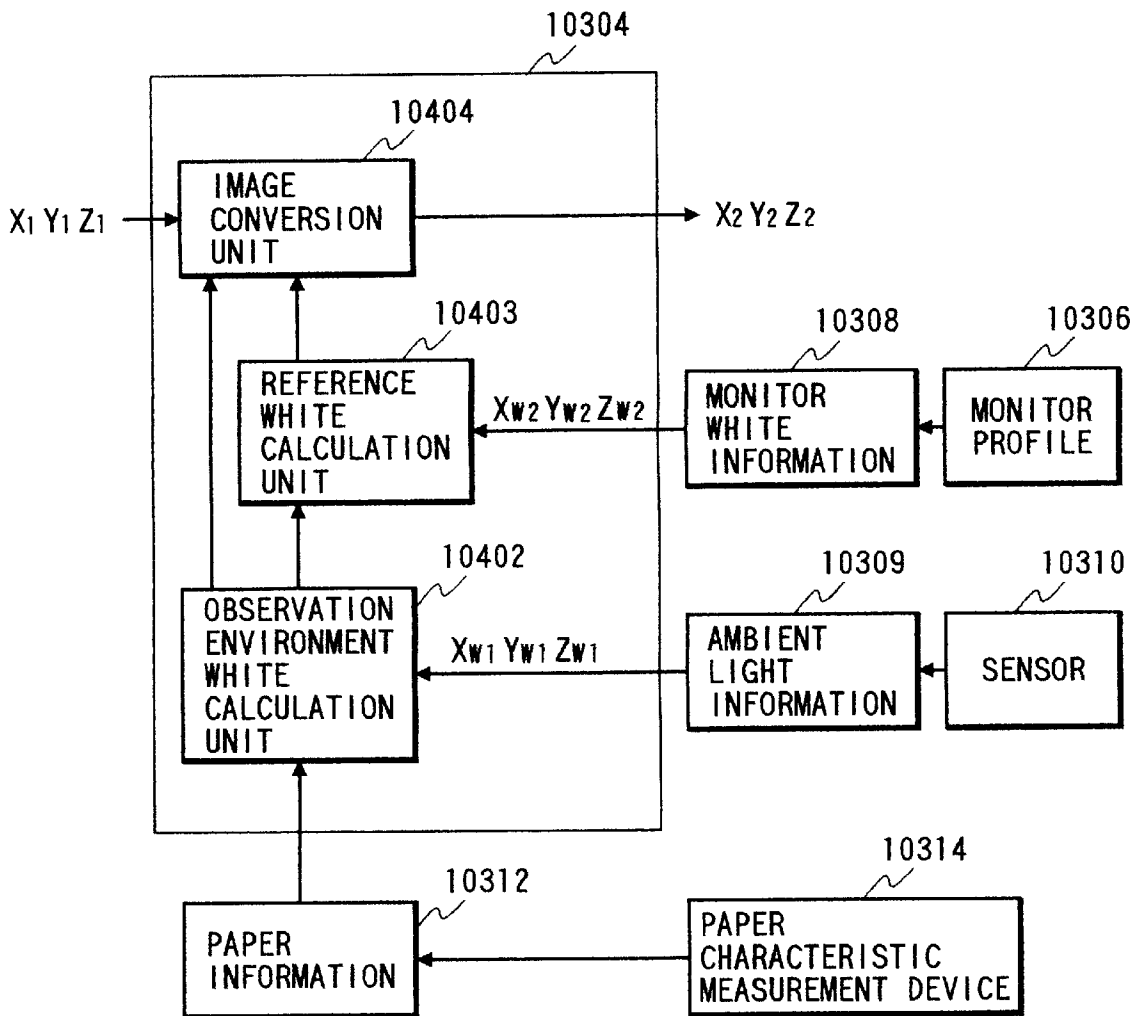 10304
10404
IMAGE
CONVERSION
UNIT
X1 Y1 Z1
X2 Y2 Z2
10403
REFERENCE
WHITE
CALCULATION
UNIT
XW2 YW2 ZW2
10308
MONITOR
WHITE
INFORMATION
10306
MONITOR
PROFILE
10402
OBSERVATION
ENVIRONMENT
WHITE
CALCULATION
UNIT
XW1 YW1 ZW1
10309
AMBIENT
LIGHT
INFORMATION
10310
SENSOR
10312
PAPER
INFORMATION
10314
PAPER
CHARACTERISTIC
MEASUREMENT DEVICE